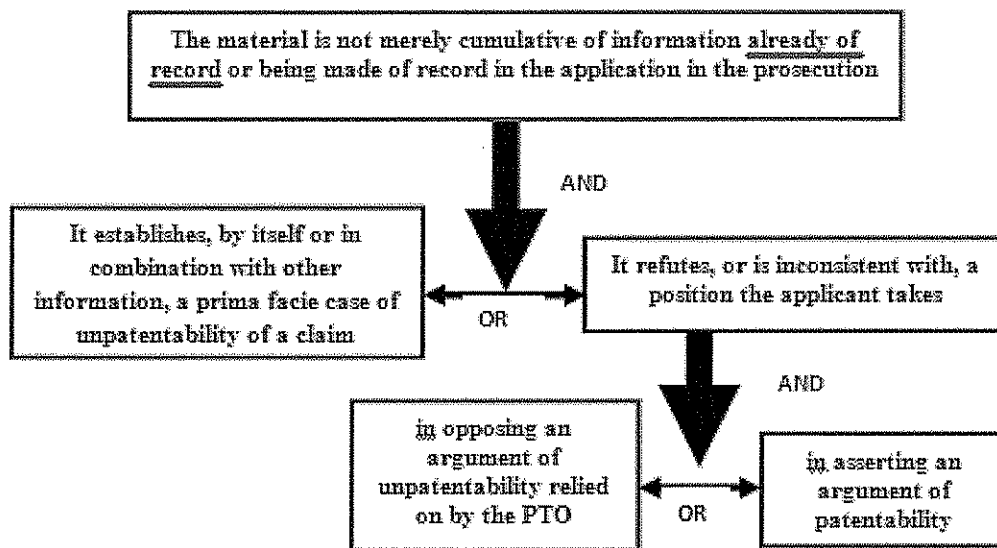 The material is not merely cumulative of information already of
record or being made of record in the application in the prosecution
AND
It establishes, by itself or in
combination with other
information, a prima facie case of
unpatentability of a claim
OR
It refutes, or is inconsistent with, a
position the applicant takes
AND
in opposing an
argument of
unpatentability relied
on by the PTO
OR
in asserting an
argument of
patentability